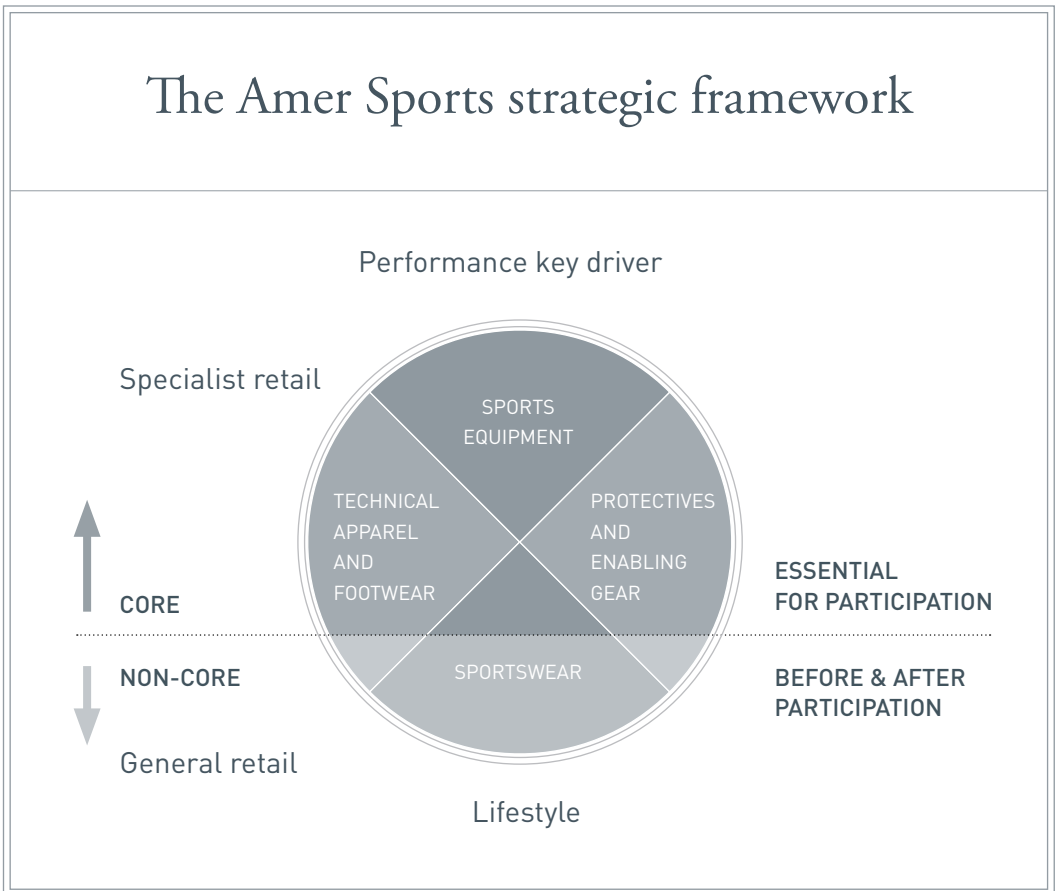 The Amer Sports strategic framework
Performance key driver
Specialist retail
SPORTS
EQUIPMENT
TECHNICAL
APPAREL
AND
FOOTWEAR
PROTECTIVES
AND
ENABLING
GEAR
CORE
ESSENTIAL
FOR PARTICIPATION
NON-CORE
SPORTSWEAR
BEFORE & AFTER
PARTICIPATION
General retail
Lifestyle